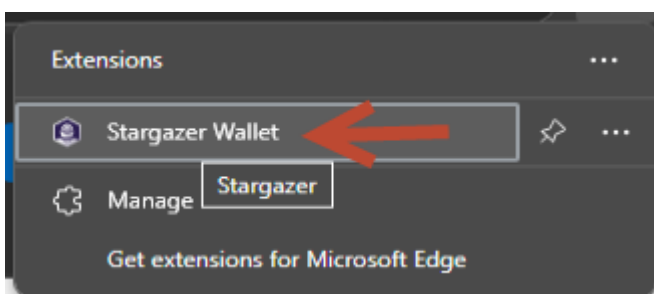 Extensions
Stargazer Wallet
Stargazer
Manage
Get extensions for Microsoft Edge